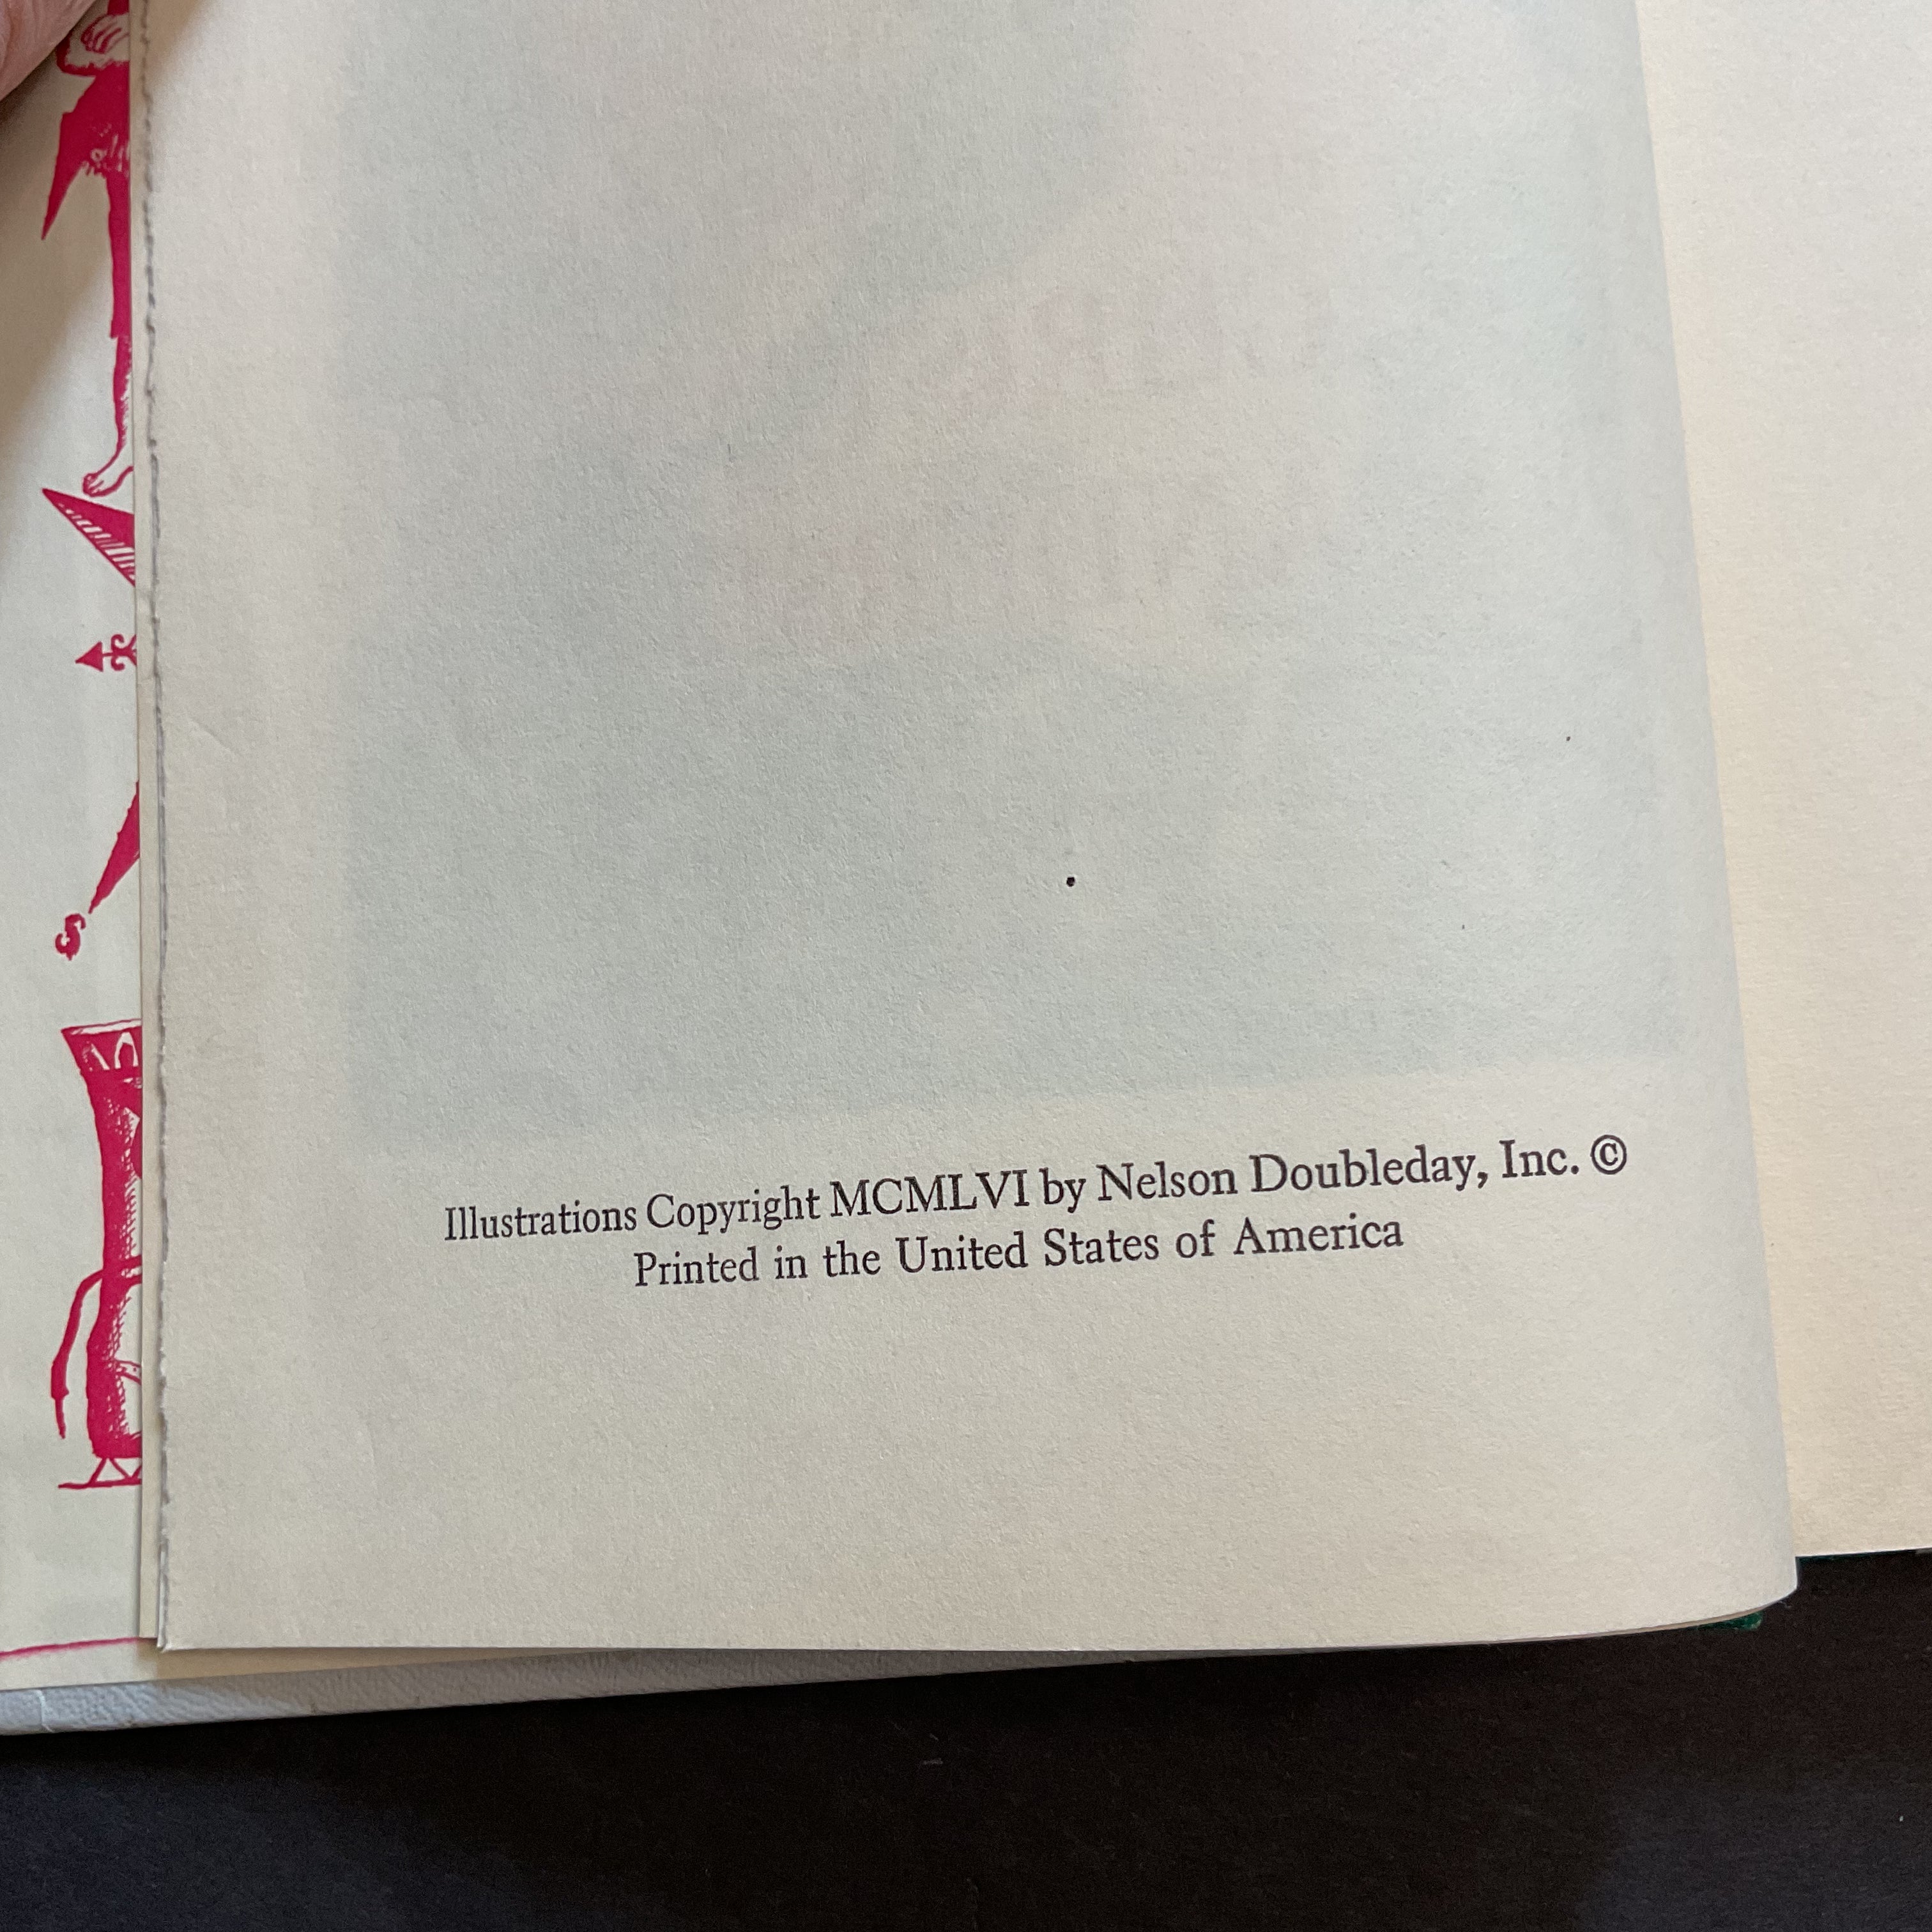 S
Illustrations Copyright MCMLVI by Nelson Doubleday, Inc. ©
Printed in the United States of America